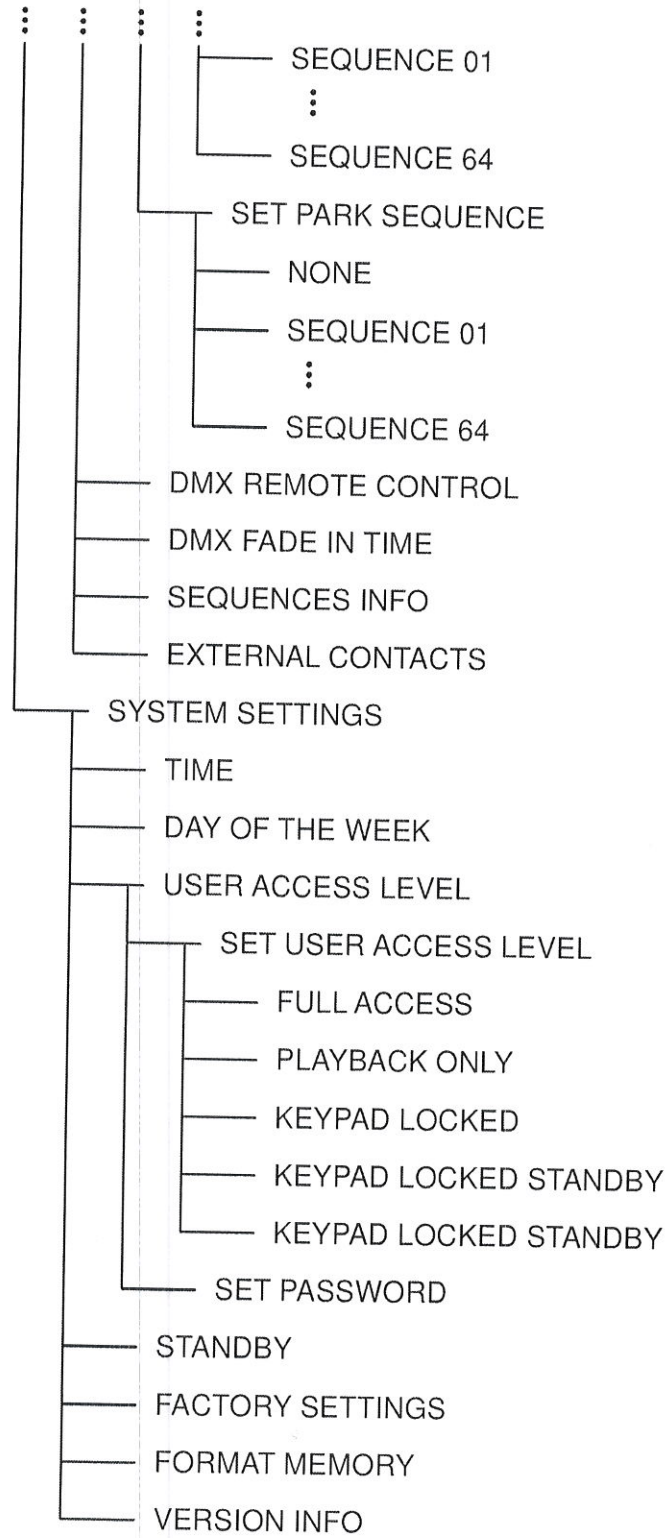 SEQUENCE 01
SEQUENCE 64
SET PARK SEQUENCE
NONE
SEQUENCE 01
SEQUENCE 64
DMX REMOTE CONTROL
DMX FADE IN TIME
SEQUENCES INFO
EXTERNAL CONTACTS
SYSTEM SETTINGS
TIME
DAY OF THE WEEK
USER ACCESS LEVEL
SET USER ACCESS LEVEL
FULL ACCESS
PLAYBACK ONLY
KEYPAD LOCKED
KEYPAD LOCKED STANDBY
KEYPAD LOCKED STANDBY
SET PASSWORD
STANDBY
FACTORY SETTINGS
FORMAT MEMORY
VERSION INFO